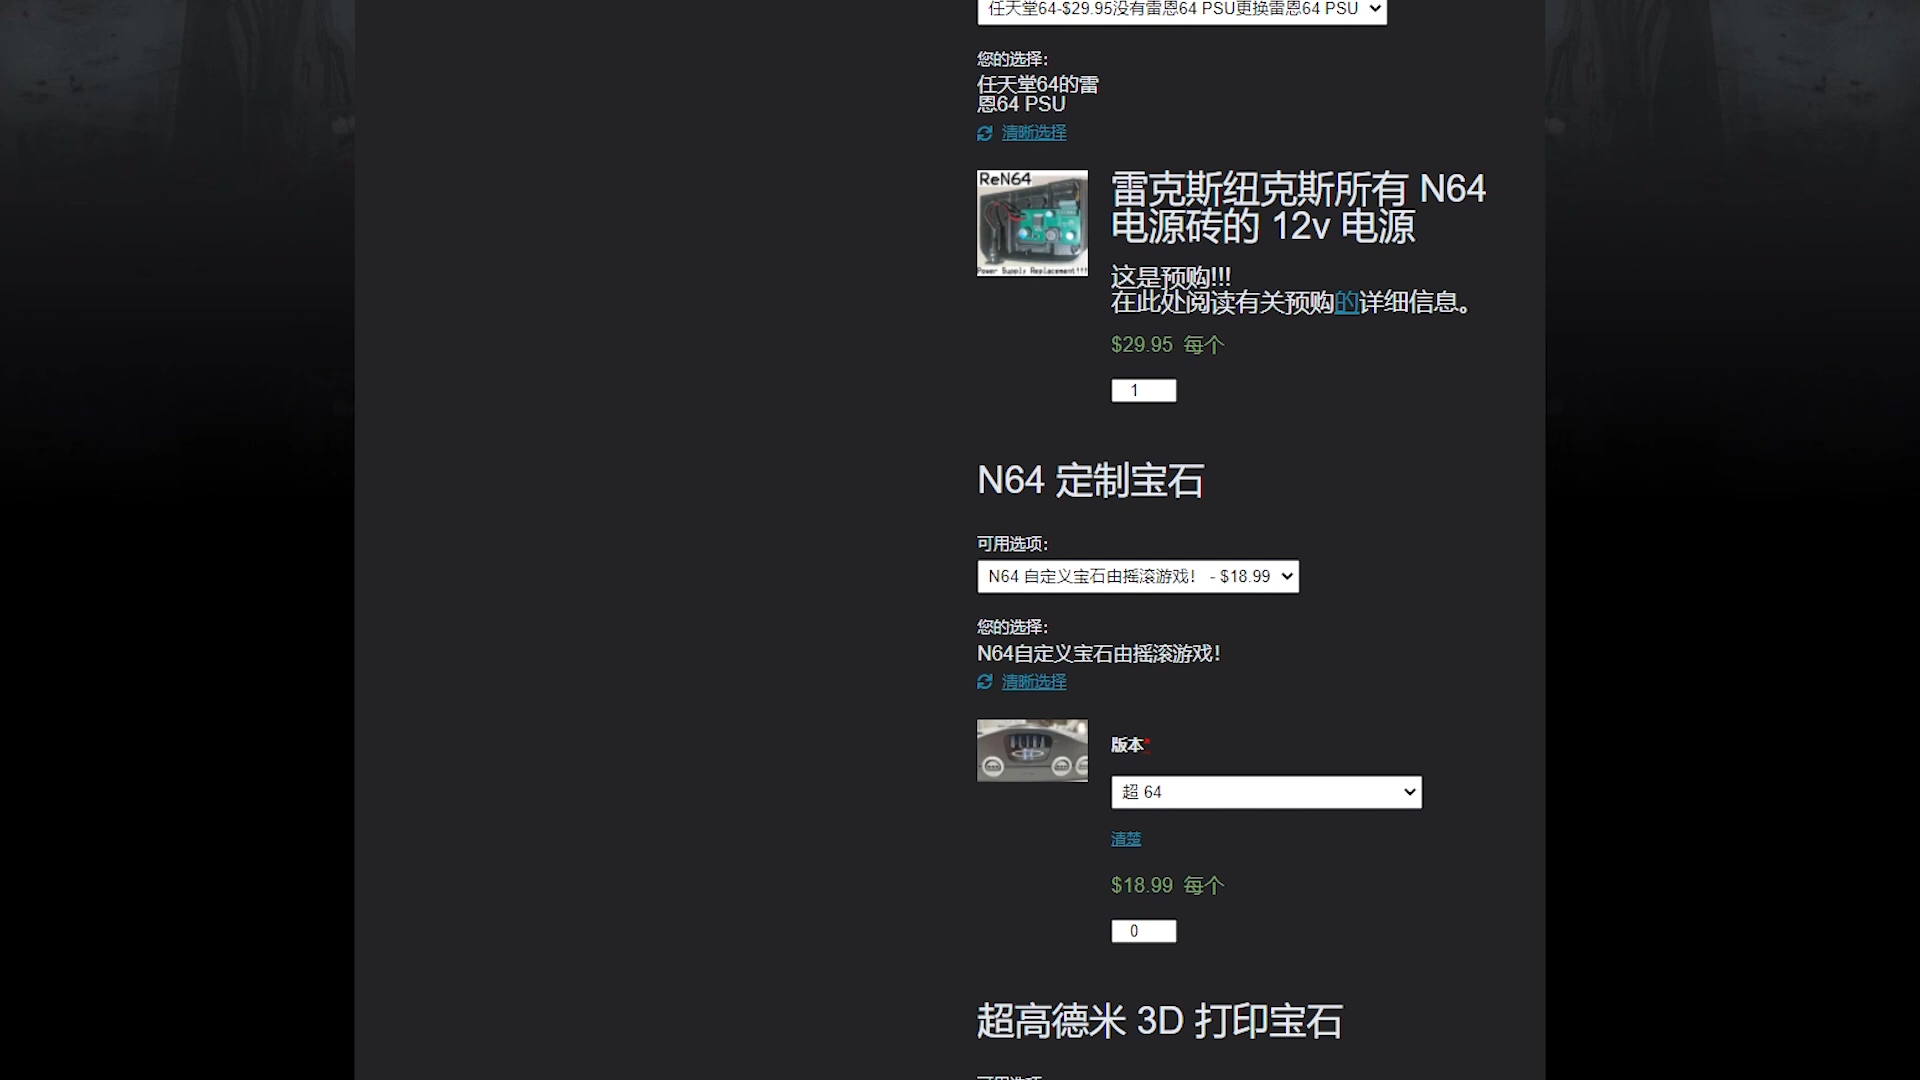 任天堂64-$29.95没有雷恩64 PSU更换雷恩64 PSU
您的选择:
任天堂64的雷
恩64 PSU
清晰选择
ReN64
Power Supply Replacement!!!
雷克斯纽克斯所有 N64
电源砖的 12v 电源
这是预购!!!
在此处阅读有关预购的详细信息。
$29.95 每个
1
N64 定制宝石
可用选项:
N64 自定义宝石由摇滚游戏! - $18.99
您的选择:
N64自定义宝石由摇滚游戏!
清晰选择
版本*
超 64
清楚
$18.99 每个
0
超高德米 3D 打印宝石